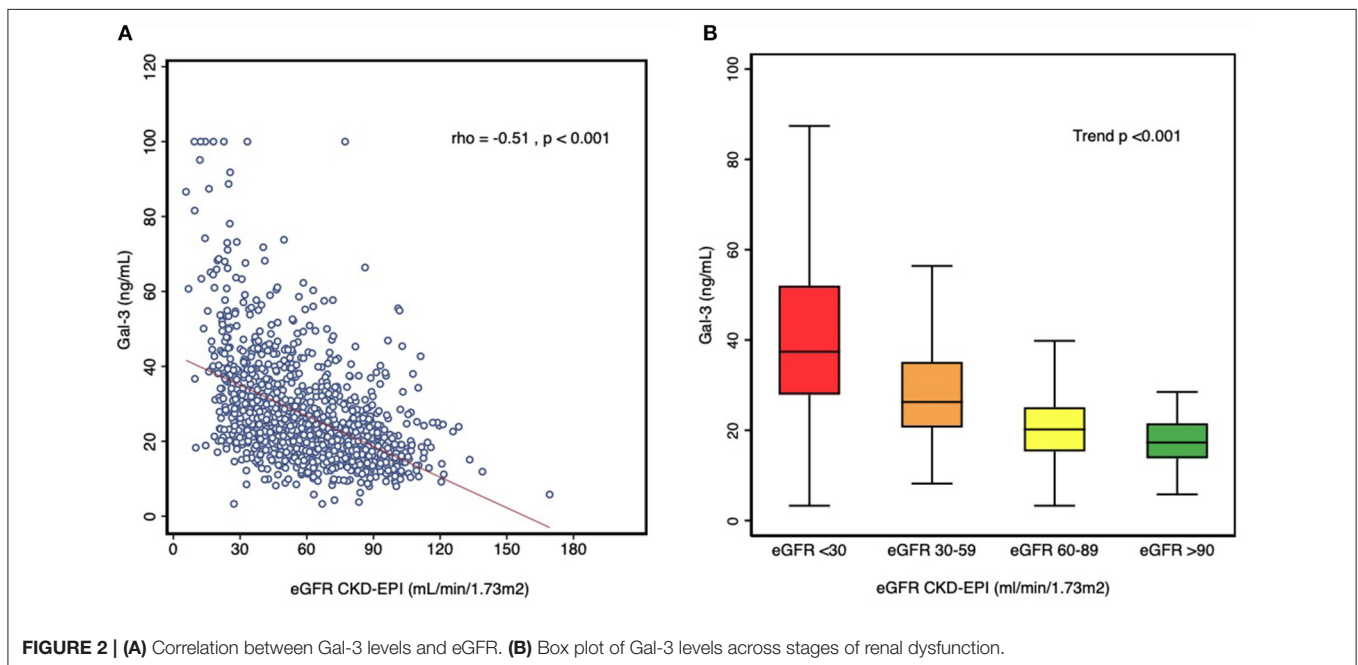 A
120
100
80
60
40
20
0
Gal-3 (ng/mL)
rho = -0.51 , p < 0.001
0 30 60 90 120 150 180
eGFR CKD-EPI (mL/min/1.73m2)
B
100
80
60
40
20
0
Gal-3 (ng/mL)
Trend p <0.001
eGFR <30 eGFR 30-59 eGFR 60-89 eGFR >90
eGFR CKD-EPI (ml/min/1.73m2)
FIGURE 2 | (A) Correlation between Gal-3 levels and eGFR. (B) Box plot of Gal-3 levels across stages of renal dysfunction.